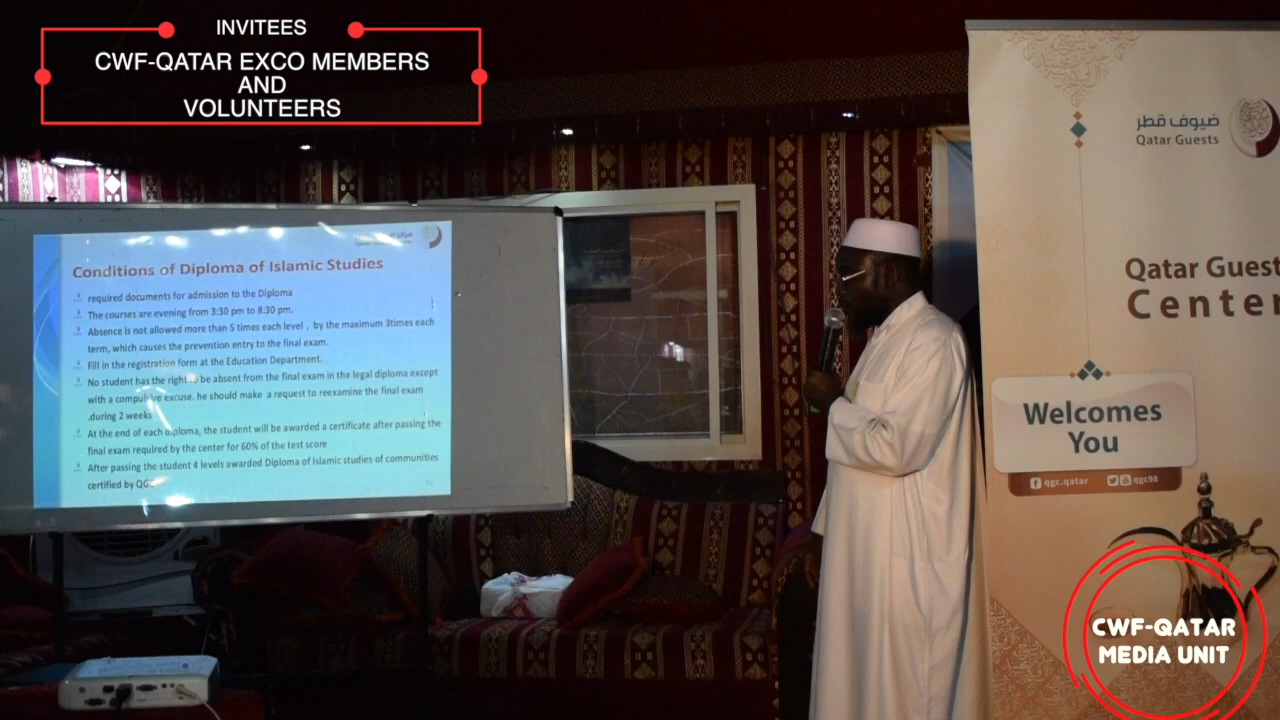 INVITEES
CWF-QATAR EXCO MEMBERS
AND
VOLUNTEERS
Conditions of Diploma of Islamic Studies
required documents for admission to the Diploma
The courses are evening from 3:30 pm to 8:30 pm.
Absence is not allowed more than 5 times each level , by the maximum 3times each
term, which causes the prevention entry to the final exam.
Fill in the registration form at the Education Department.
No student has the right to be absent from the final exam in the legal diploma except
with a compulsive excuse. he should make a request to reexamine the final exam
.during 2 weeks
At the end of each diploma, the student will be awarded a certificate after passing the
final exam required by the center for 60% of the test score
After passing the student 4 levels awarded Diploma of Islamic studies of communities
certified by QGC
ضيوف قطر
Qatar Guests
Qatar Guest
Center
Welcomes
You
qgc.qatar
qgc98
CWF-QATAR
MEDIA UNIT